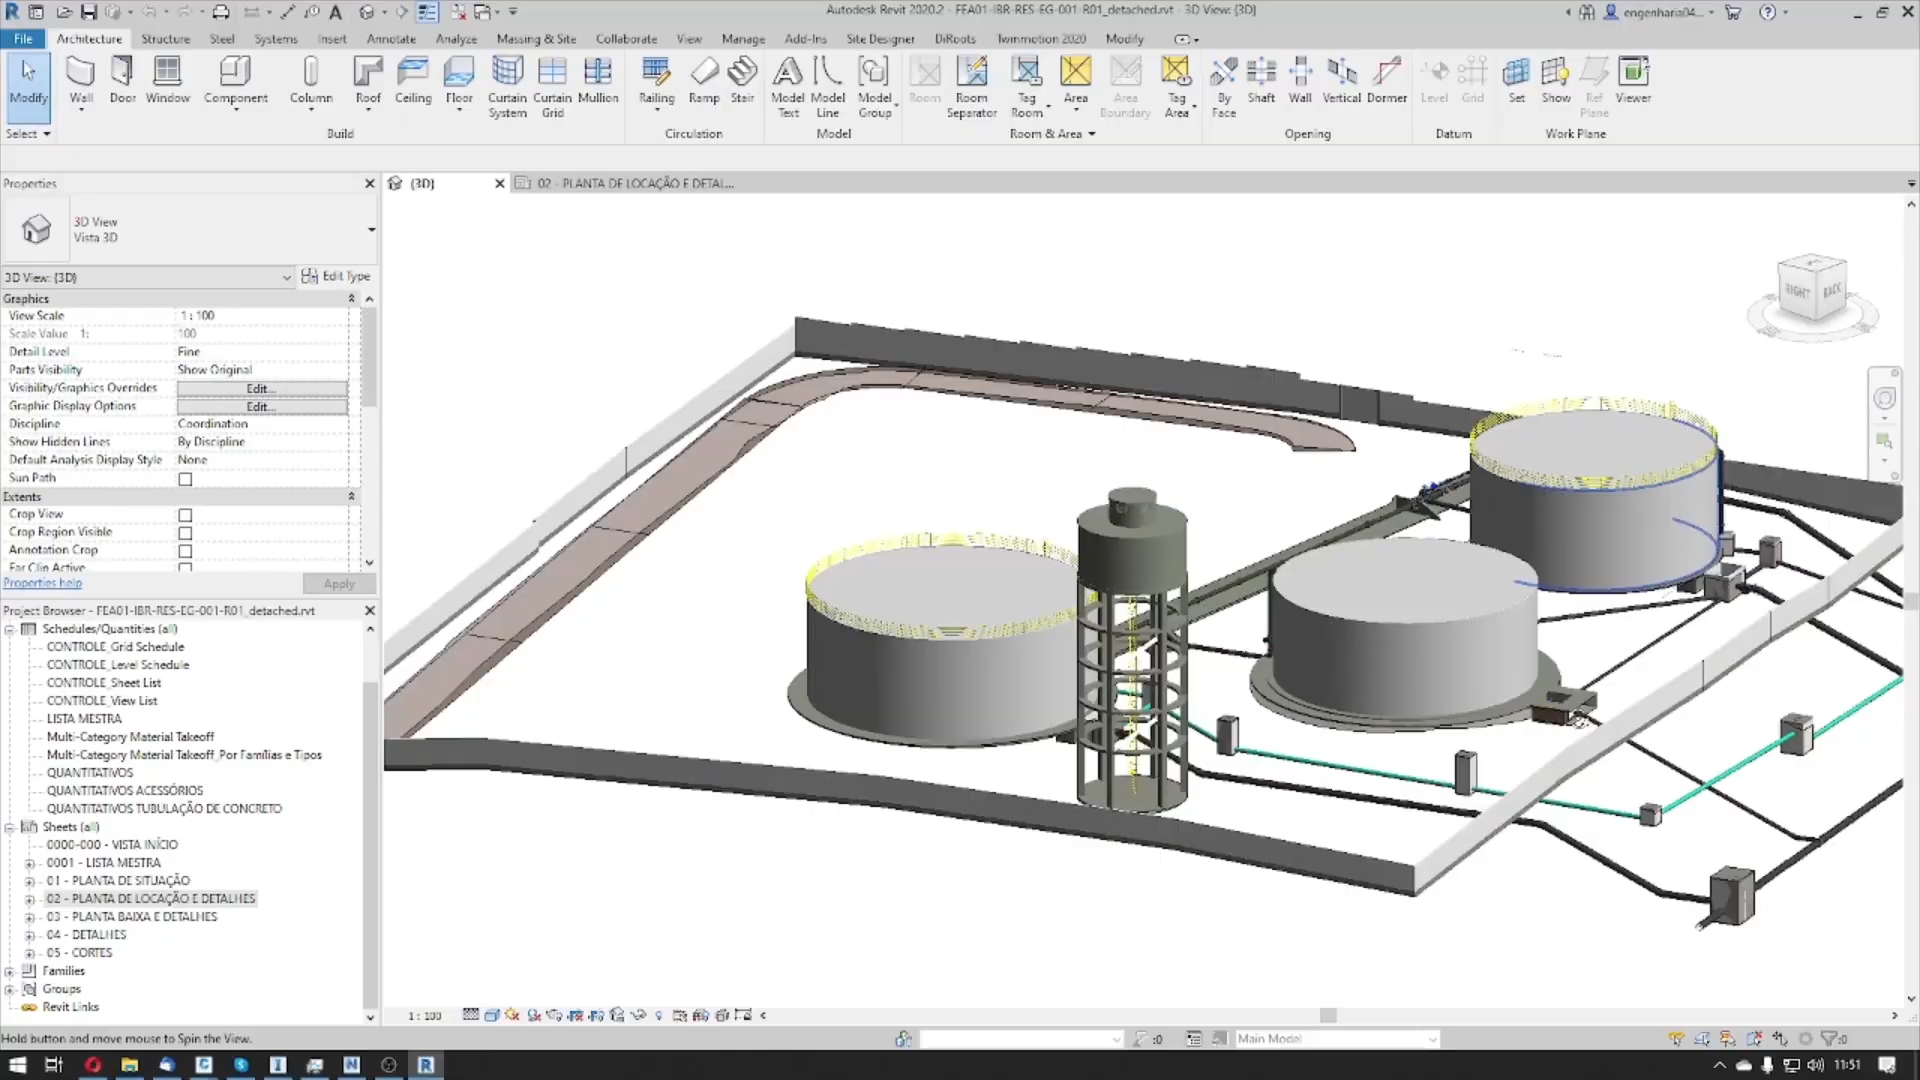 Autodesk Revit 2020.2 - FEA01-IBR-RES-EG-001-R01_detached.rvt - 3D View: {3D}
engenharia04...
File Architecture Structure Steel Systems Insert Annotate Analyze Massing & Site Collaborate View Manage Add-Ins Site Designer DiRoots Twinmotion 2020 Modify
Modify Wall Door Window Component Column Roof Ceiling Floor Curtain System Curtain Grid Mullion Railing Ramp Stair Model Text Model Line Model Group Room Room Separator Tag Room Area Area Boundary Tag Area By Face Shaft Wall Vertical Dormer Level Grid Set Show Ref Plane Viewer
Select Build Circulation Model Room & Area Opening Datum Work Plane
Properties
{3D}
02 - PLANTA DE LOCAÇÃO E DETAL...
3D View
Vista 3D
3D View: {3D} Edit Type
Graphics
View Scale 1 : 100
Scale Value 1: 100
Detail Level Fine
Parts Visibility Show Original
Visibility/Graphics Overrides Edit...
Graphic Display Options Edit...
Discipline Coordination
Show Hidden Lines By Discipline
Default Analysis Display Style None
Sun Path
Extents
Crop View
Crop Region Visible
Annotation Crop
Far Clip Active
Properties help Apply
Project Browser - FEA01-IBR-RES-EG-001-R01_detached.rvt
Schedules/Quantities (all)
CONTROLE_Grid Schedule
CONTROLE_Level Schedule
CONTROLE_Sheet List
CONTROLE_View List
LISTA MESTRA
Multi-Category Material Takeoff
Multi-Category Material Takeoff_Por Famílias e Tipos
QUANTITATIVOS
QUANTITATIVOS ACESSÓRIOS
QUANTITATIVOS TUBULAÇÃO DE CONCRETO
Sheets (all)
0000-000 - VISTA INÍCIO
0001 - LISTA MESTRA
01 - PLANTA DE SITUAÇÃO
02 - PLANTA DE LOCAÇÃO E DETALHES
03 - PLANTA BAIXA E DETALHES
04 - DETALHES
05 - CORTES
Families
Groups
Revit Links
RIGHT BACK
1 : 100
Hold button and move mouse to Spin the View.
:0
Main Model
:0
11:51